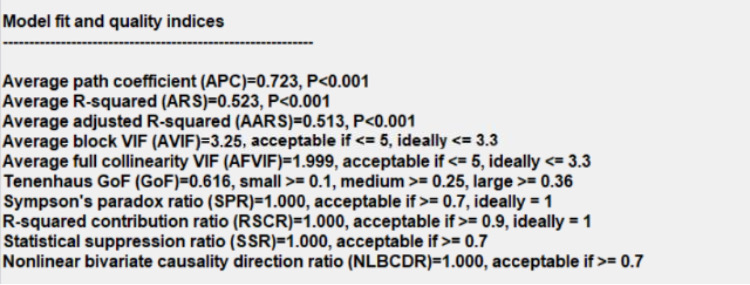 Model fit and quality indices
--------------------------------------------------------------
Average path coefficient (APC)=0.723, P<0.001
Average R-squared (ARS)=0.523, P<0.001
Average adjusted R-squared (AARS)=0.513, P<0.001
Average block VIF (AVIF)=3.25, acceptable if <= 5, ideally <= 3.3
Average full collinearity VIF (AFVIF)=1.999, acceptable if <= 5, ideally <= 3.3
Tenenhaus GoF (GoF)=0.616, small >= 0.1, medium >= 0.25, large >= 0.36
Sympson's paradox ratio (SPR)=1.000, acceptable if >= 0.7, ideally = 1
R-squared contribution ratio (RSCR)=1.000, acceptable if >= 0.9, ideally = 1
Statistical suppression ratio (SSR)=1.000, acceptable if >= 0.7
Nonlinear bivariate causality direction ratio (NLBCDR)=1.000, acceptable if >= 0.7